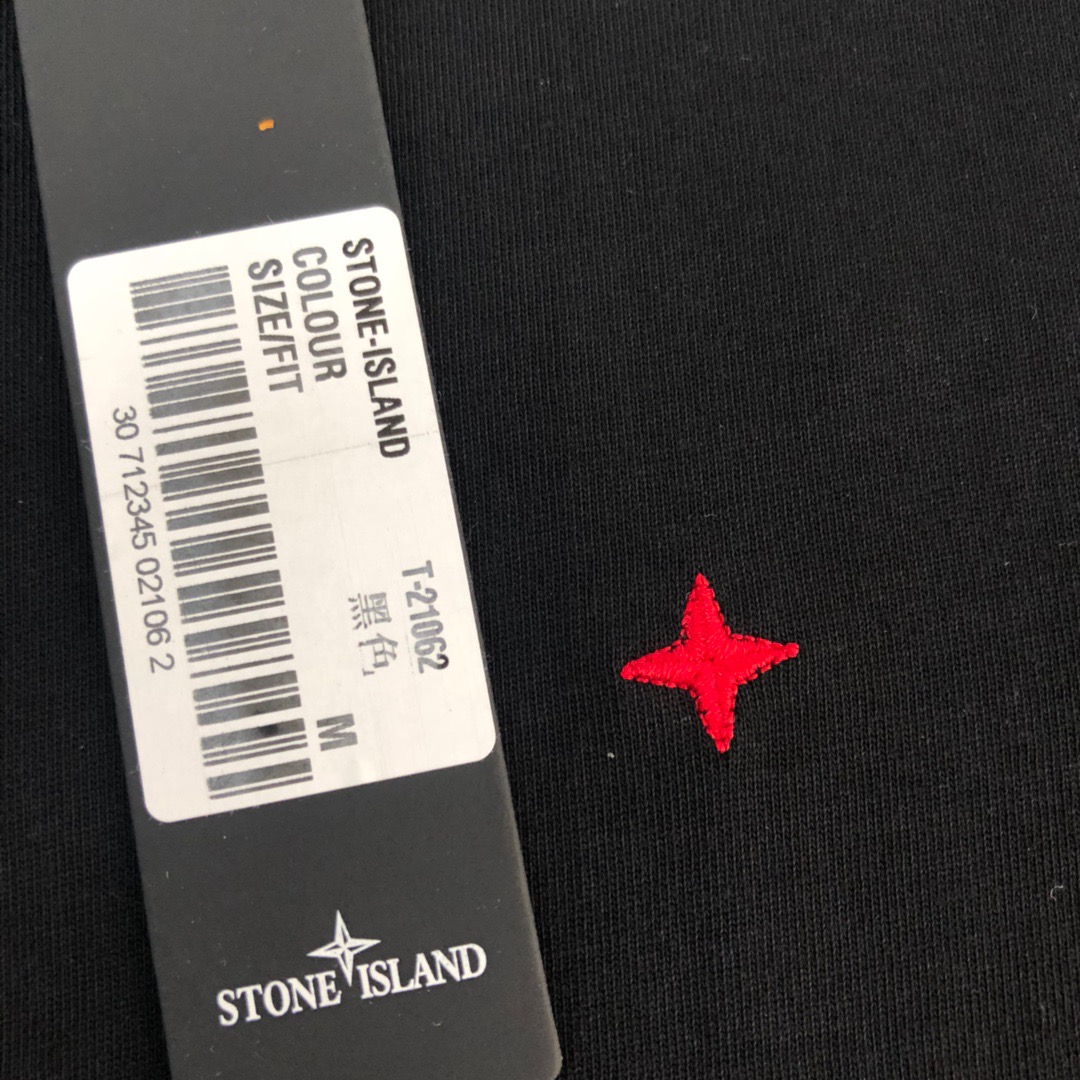 STONE-ISLAND T-21062
COLOUR 黑色
SIZE/FIT M
30 712345 02106 2
STONE ISLAND